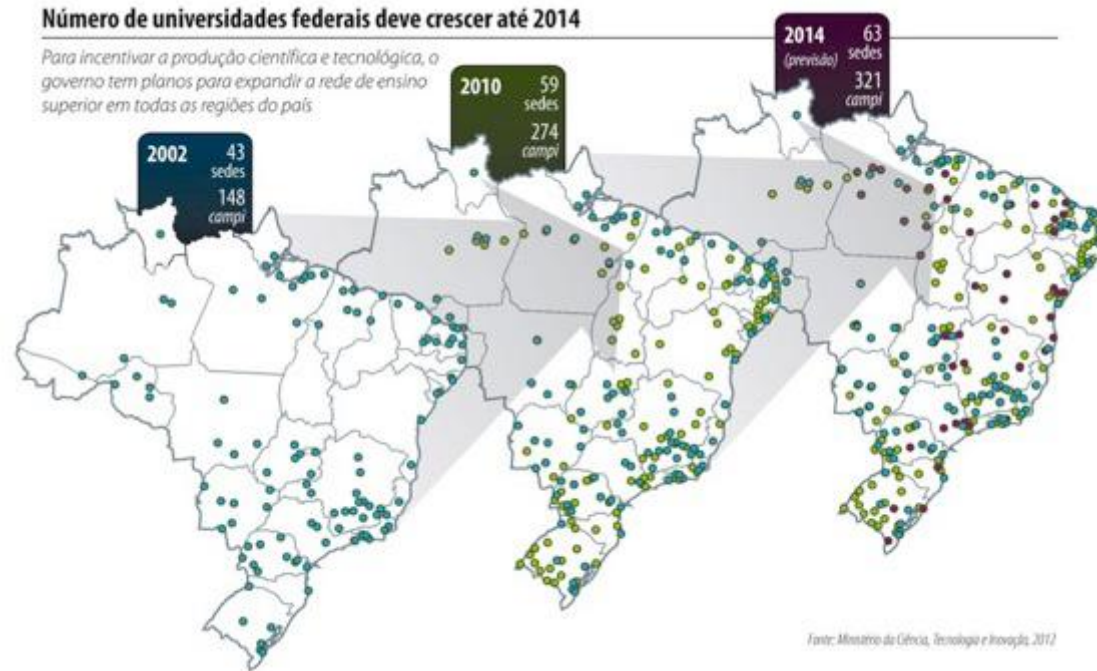 Número de universidades federais deve crescer até 2014
Para incentivar a produção científica e tecnológica, o
governo tem planos para expandir a rede de ensino
superior em todas as regiões do país
2002
43
sedes
148
campi
2010
59
sedes
274
campi
2014
(previsão)
63
sedes
321
campi
Fonte: Ministério da Ciência, Tecnologia e Inovação, 2012